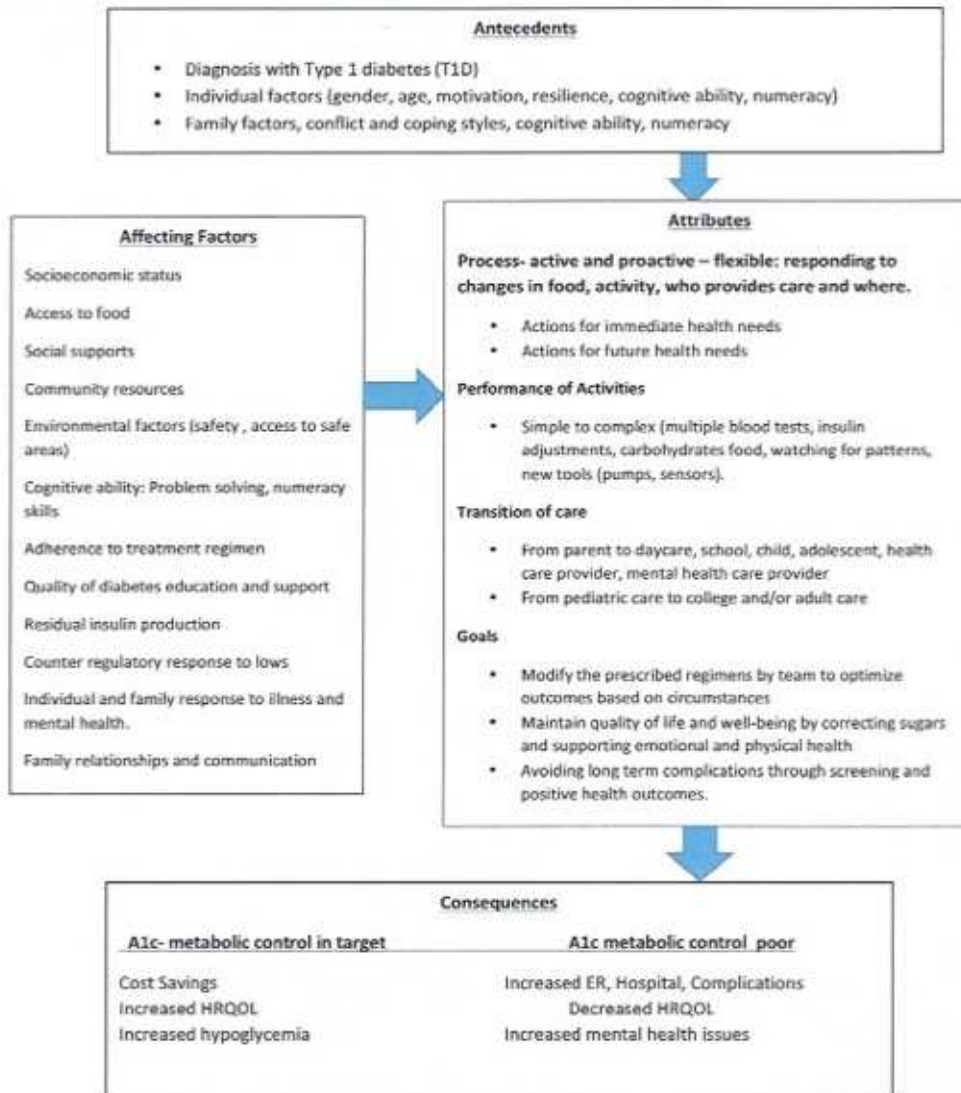 Antecedents
• Diagnosis with Type 1 diabetes (T1D)
• Individual factors (gender, age, motivation, resilience, cognitive ability, numeracy)
• Family factors, conflict and coping styles, cognitive ability, numeracy
Affecting Factors
Socioeconomic status
Access to food
Social supports
Community resources
Environmental factors (safety , access to safe
areas)
Cognitive ability: Problem solving, numeracy
skills
Adherence to treatment regimen
Quality of diabetes education and support
Residual insulin production
Counter regulatory response to lows
Individual and family response to illness and
mental health.
Family relationships and communication
Attributes
Process- active and proactive – flexible: responding to
changes in food, activity, who provides care and where.
• Actions for immediate health needs
• Actions for future health needs
Performance of Activities
• Simple to complex (multiple blood tests, insulin
adjustments, carbohydrates food, watching for patterns,
new tools (pumps, sensors).
Transition of care
• From parent to daycare, school, child, adolescent, health
care provider, mental health care provider
• From pediatric care to college and/or adult care
Goals
• Modify the prescribed regimens by team to optimize
outcomes based on circumstances
• Maintain quality of life and well-being by correcting sugars
and supporting emotional and physical health
• Avoiding long term complications through screening and
positive health outcomes.
Consequences
A1c- metabolic control in target A1c metabolic control poor
Cost Savings Increased ER, Hospital, Complications
Increased HRQOL Decreased HRQOL
Increased hypoglycemia Increased mental health issues